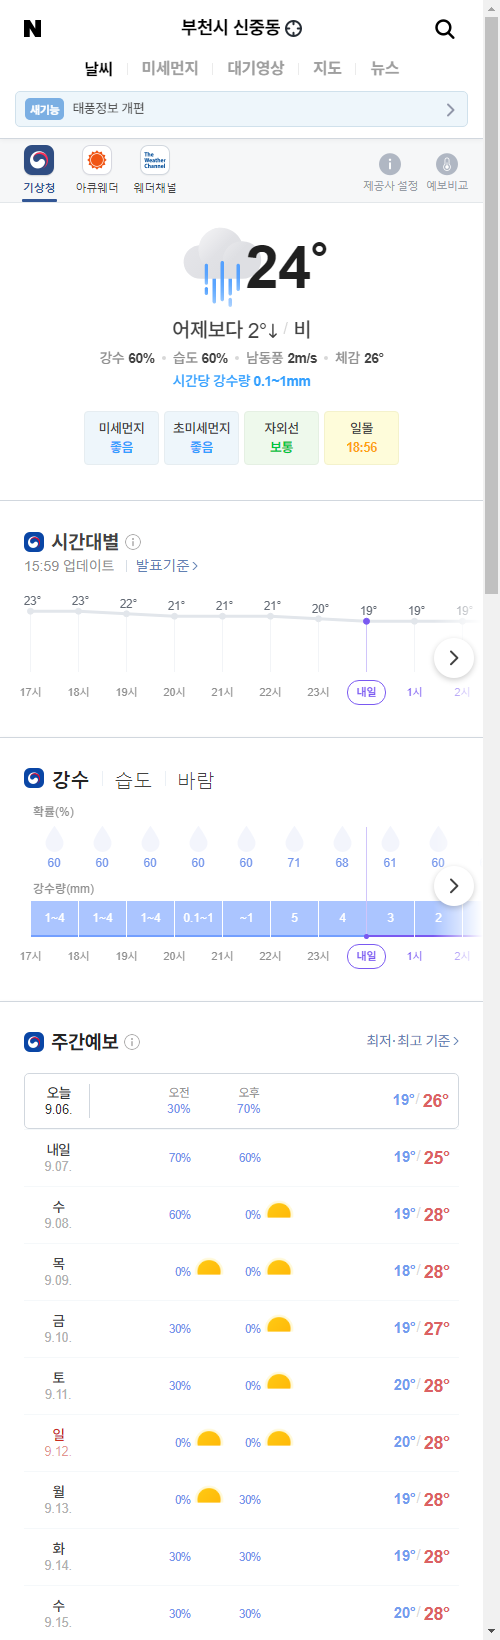 N 부천시 신중동
날씨 미세먼지 대기영상 지도 뉴스
새기능 태풍정보 개편
The Weather Channel
기상청 아큐웨더 웨더채널 제공사 설정 예보비교
24°
어제보다 2°↓ / 비
강수 60% 습도 60% 남동풍 2m/s 체감 26°
시간당 강수량 0.1~1mm
미세먼지 초미세먼지 자외선 일몰
좋음 좋음 보통 18:56
시간대별
15:59 업데이트 발표기준
23° 23° 22° 21° 21° 21° 20° 19° 19° 19°
17시 18시 19시 20시 21시 22시 23시 내일 1시 2시
강수 습도 바람
확률(%)
60 60 60 60 60 71 68 61 60
강수량(mm)
1~4 1~4 1~4 0.1~1 ~1 5 4 3 2
17시 18시 19시 20시 21시 22시 23시 내일 1시 2시
주간예보 최저·최고 기준
오늘 오전 오후
9.06. 30% 70% 19°/ 26°
내일
9.07. 70% 60% 19°/ 25°
수
9.08. 60% 0% 19°/ 28°
목
9.09. 0% 0% 18°/ 28°
금
9.10. 30% 0% 19°/ 27°
토
9.11. 30% 0% 20°/ 28°
일
9.12. 0% 0% 20°/ 28°
월
9.13. 0% 30% 19°/ 28°
화
9.14. 30% 30% 19°/ 28°
수
9.15. 30% 30% 20°/ 28°